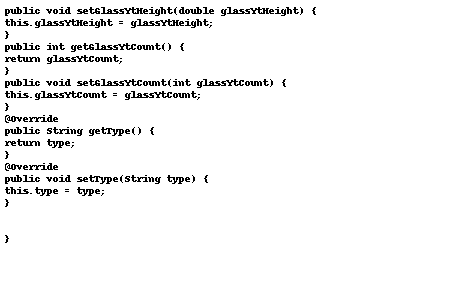 public void setGlassYtHeight(double glassYtHeight) {
this.glassYtHeight = glassYtHeight;
}
public int getGlassYtCount() {
return glassYtCount;
}
public void setGlassYtCount(int glassYtCount) {
this.glassYtCount = glassYtCount;
}
@Override
public String getType() {
return type;
}
@Override
public void setType(String type) {
this.type = type;
}
}